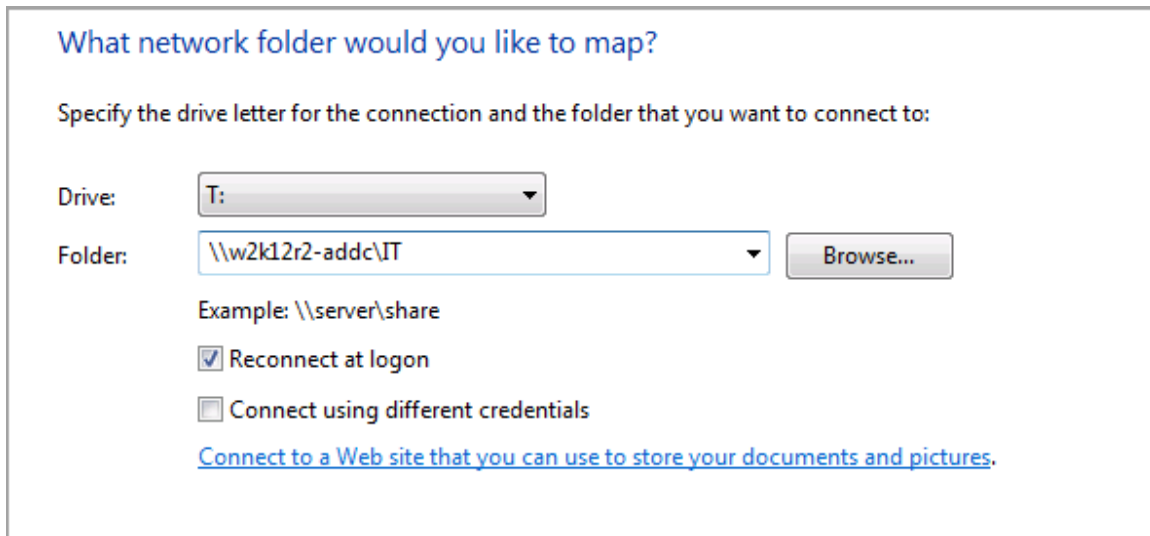 What network folder would you like to map?
Specify the drive letter for the connection and the folder that you want to connect to:
Drive: T:
Folder: \\w2k12r2-addc\IT Browse...
Example: \\server\share
Reconnect at logon
Connect using different credentials
Connect to a Web site that you can use to store your documents and pictures.